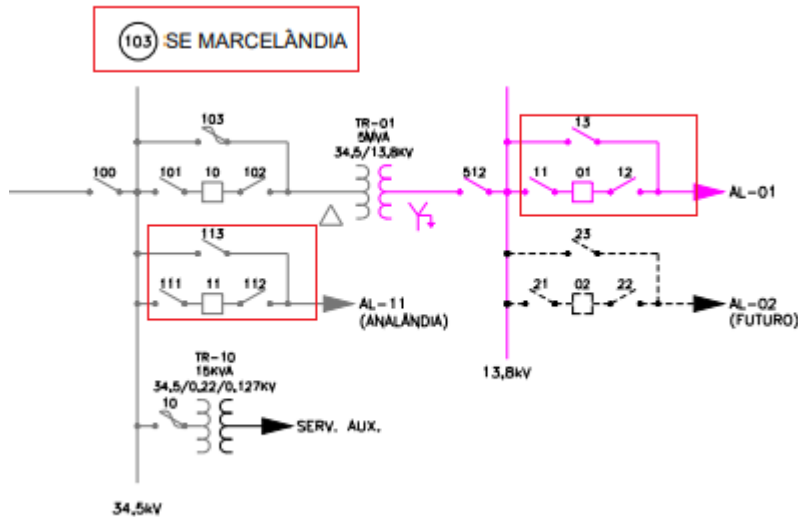 103 SE MARCELÀNDIA
103
TR-01
5MVA
34,5/13,8KV
13
100
101
10
102
512
11
01
12
AL-01
113
23
111
11
112
AL-11
(ANALÂNDIA)
21
02
22
AL-02
(FUTURO)
TR-10
15KVA
34,5/0,22/0,127KV
13,8kV
10
SERV. AUX.
34,5kV